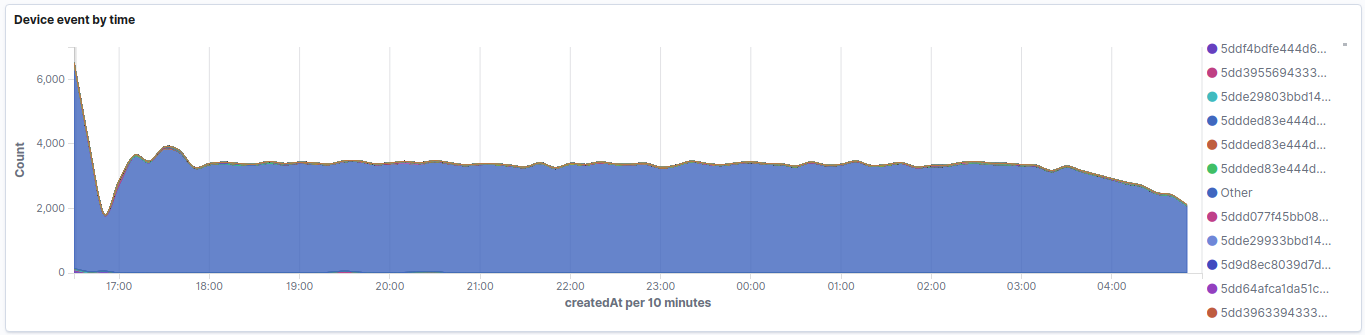 Device event by time
6,000
4,000
2,000
0
Count
17:00 18:00 19:00 20:00 21:00 22:00 23:00 00:00 01:00 02:00 03:00 04:00
createdAt per 10 minutes
5ddf4bdfe444d6...
5dd3955694333...
5dde29803bbd14...
5ddded83e444d...
5ddded83e444d...
5ddded83e444d...
Other
5ddd077f45bb08...
5dde29933bbd14...
5d9d8ec8039d7d...
5dd64afca1da51c...
5dd3963394333...